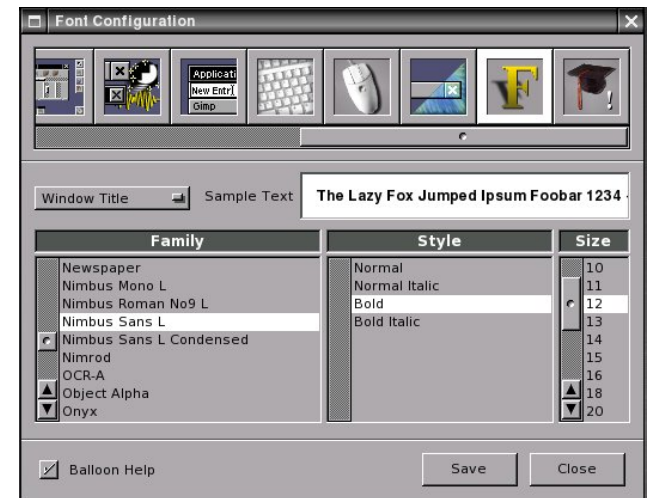 Font Configuration
Applicati
New Entr
Gimp
F
!
Window Title
Sample Text
The Lazy Fox Jumped Ipsum Foobar 1234 -
Family
Style
Size
Newspaper
Nimbus Mono L
Nimbus Roman No9 L
Nimbus Sans L
Nimbus Sans L Condensed
Nimrod
OCR-A
Object Alpha
Onyx
Normal
Normal Italic
Bold
Bold Italic
10
11
12
13
14
15
16
18
20
Balloon Help
Save
Close